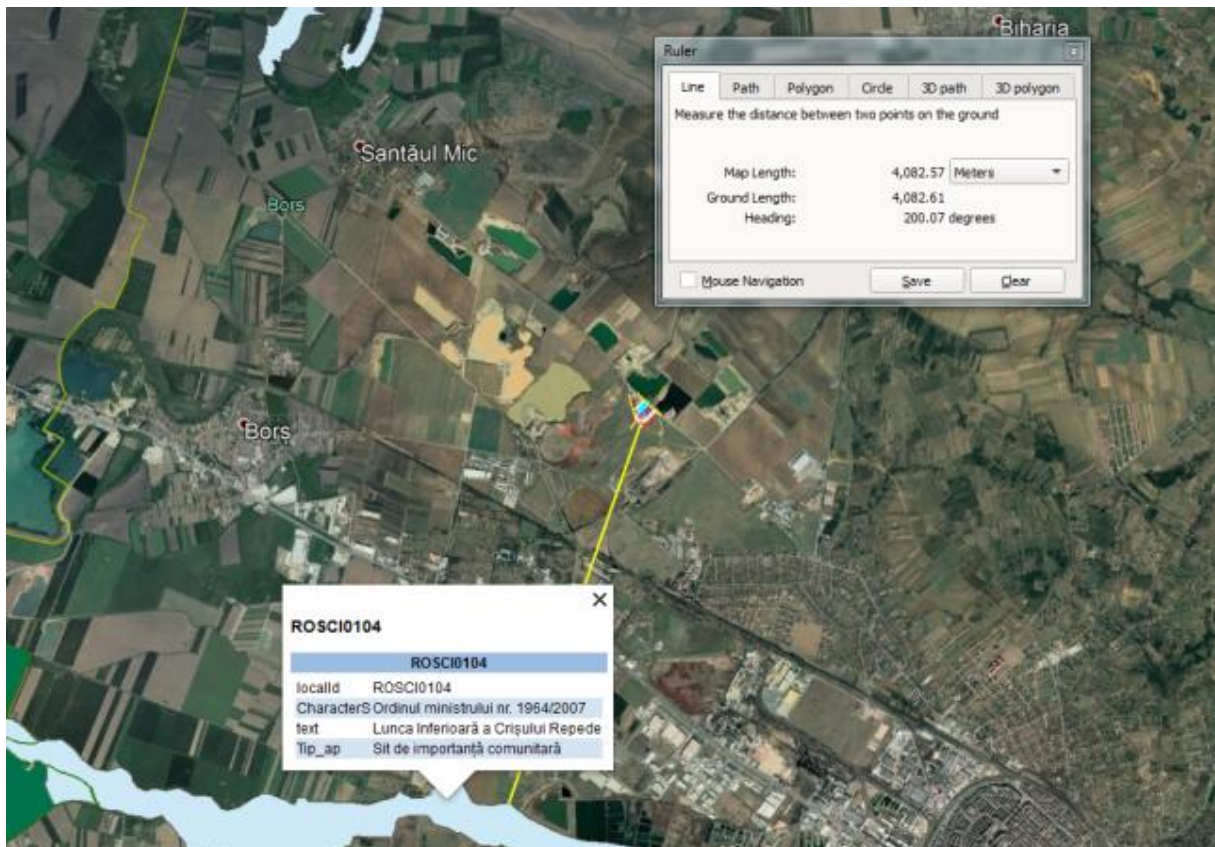 Biharia
Ruler
Line Path Polygon Circle 3D path 3D polygon
Measure the distance between two points on the ground
Map Length: 4,082.57 Meters
Ground Length: 4,082.61
Heading: 200.07 degrees
Mouse Navigation Save Clear
Santăul Mic
Borș
Borș
ROSCI0104
ROSCI0104
localId ROSCI0104
CharacterS Ordinul ministrului nr. 1964/2007
text Lunca Inferioară a Crișului Repede
Tip_ap Sit de importanță comunitară